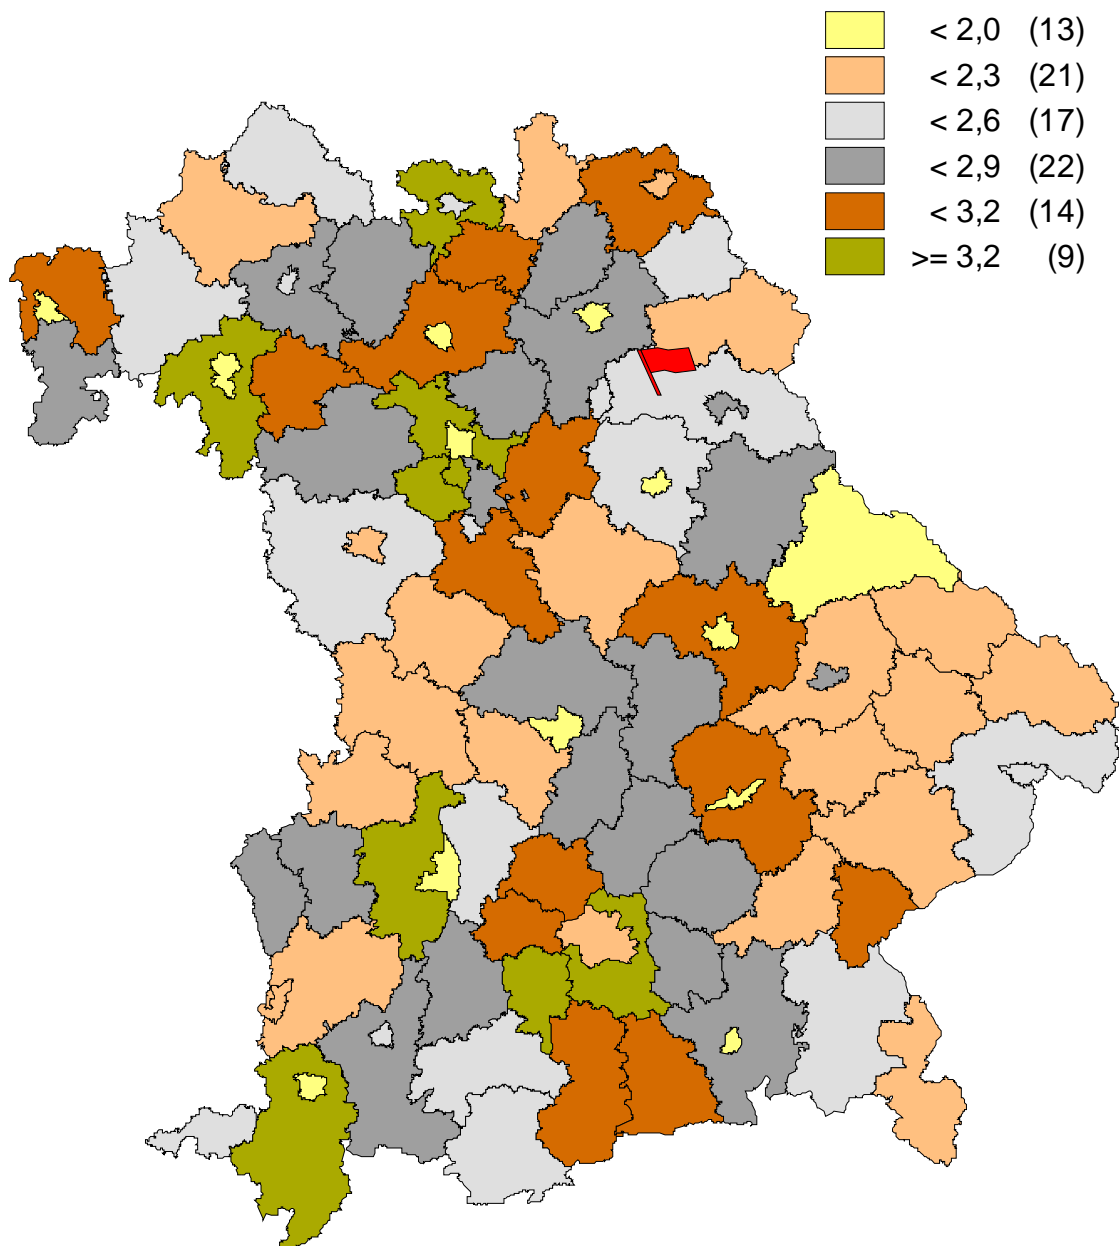 < 2,0 (13)
< 2,3 (21)
< 2,6 (17)
< 2,9 (22)
< 3,2 (14)
>= 3,2 (9)